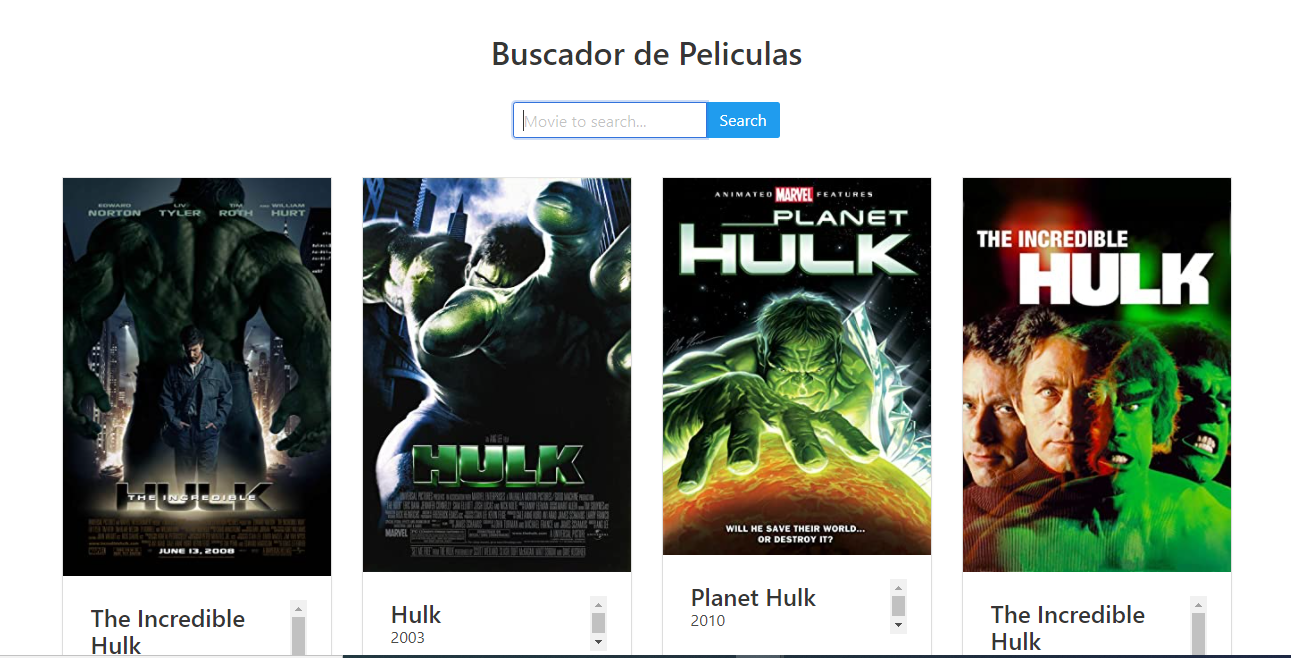 Buscador de Peliculas
Movie to search...
Search
EDWARD NORTON
LIV TYLER
TIM ROTH
WILLIAM HURT
THE INCREDIBLE
HULK
JUNE 13, 2008
HULK
MARVEL
ANIMATED MARVEL FEATURES
PLANET
HULK
WILL HE SAVE THEIR WORLD...
OR DESTROY IT?
THE INCREDIBLE
HULK
The Incredible
Hulk
Hulk
2003
Planet Hulk
2010
The Incredible
Hulk